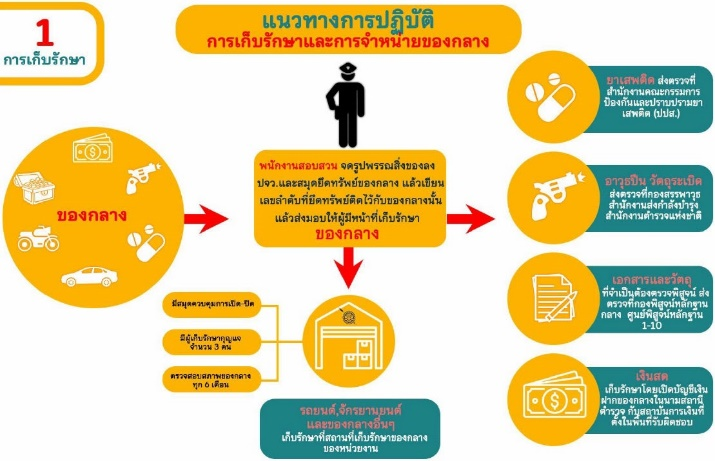 1
การเก็บรักษา
แนวทางการปฏิบัติ
การเก็บรักษาและการจำหน่ายของกลาง
ของกลาง
พนักงานสอบสวน จดรูปพรรณสิ่งของลง
ปจว.และสมุดยึดทรัพย์ของกลาง แล้วเขียน
เลขลำดับที่ยึดทรัพย์ติดไว้กับของกลางนั้น
แล้วส่งมอบให้ผู้มีหน้าที่เก็บรักษา
ของกลาง
มีสมุดควบคุมการเปิด-ปิด
มีผู้เก็บรักษากุญแจ
จำนวน 3 คน
ตรวจสอบสภาพของกลาง
ทุก 6 เดือน
รถยนต์,จักรยานยนต์
และของกลางอื่นๆ
เก็บรักษาที่สถานที่เก็บรักษาของกลาง
ของหน่วยงาน
ยาเสพติด ส่งตรวจที่
สำนักงานคณะกรรมการ
ป้องกันและปราบปรามยา
เสพติด (ปปส.)
อาวุธปืน วัตถุระเบิด
ส่งตรวจที่กองสรรพาวุธ
สำนักงานส่งกำลังบำรุง
สำนักงานตำรวจแห่งชาติ
เอกสารและวัตถุ
ที่จำเป็นต้องตรวจพิสูจน์ ส่ง
ตรวจที่กองพิสูจน์หลักฐาน
กลาง ศูนย์พิสูจน์หลักฐาน
1-10
เงินสด
เก็บรักษาโดยเปิดบัญชีเงิน
ฝากของกลางในนามสถานี
ตำรวจ กับสถาบันการเงินที่
ตั้งในพื้นที่รับผิดชอบ